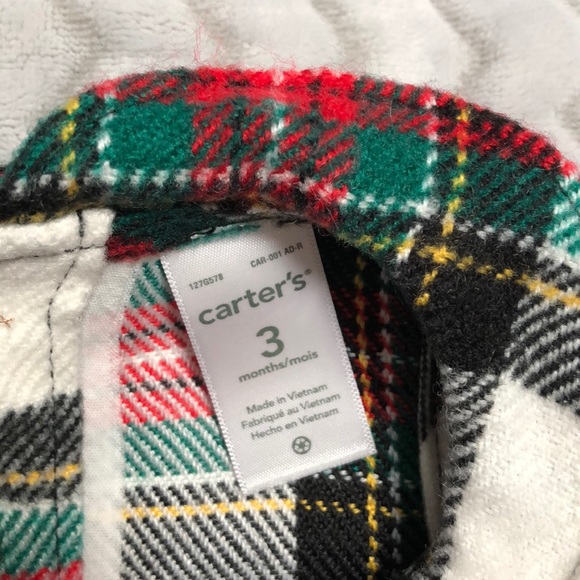 127G578 CAR-001 AD-R
carter's®
3
months/mois
Made in Vietnam
Fabriqué au Vietnam
Hecho en Vietnam